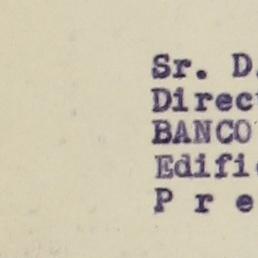 Sr. D.
Direc
BANCO
Edifi
P r e